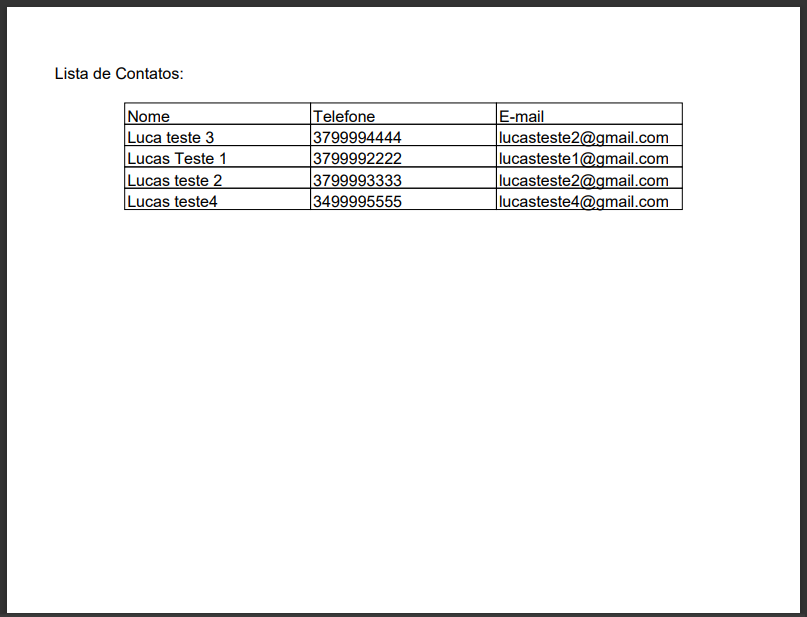 Lista de Contatos:
Nome Telefone E-mail
Luca teste 3 3799994444 lucasteste2@gmail.com
Lucas Teste 1 3799992222 lucasteste1@gmail.com
Lucas teste 2 3799993333 lucasteste2@gmail.com
Lucas teste4 3499995555 lucasteste4@gmail.com